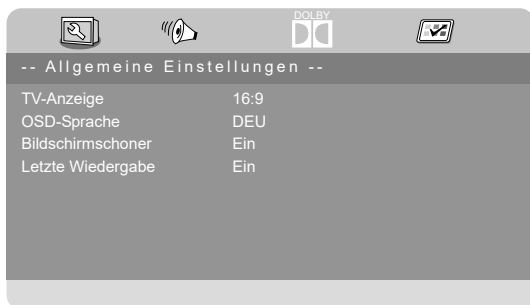 DOLBY
-- Allgemeine Einstellungen --
TV-Anzeige 16:9
OSD-Sprache DEU
Bildschirmschoner Ein
Letzte Wiedergabe Ein